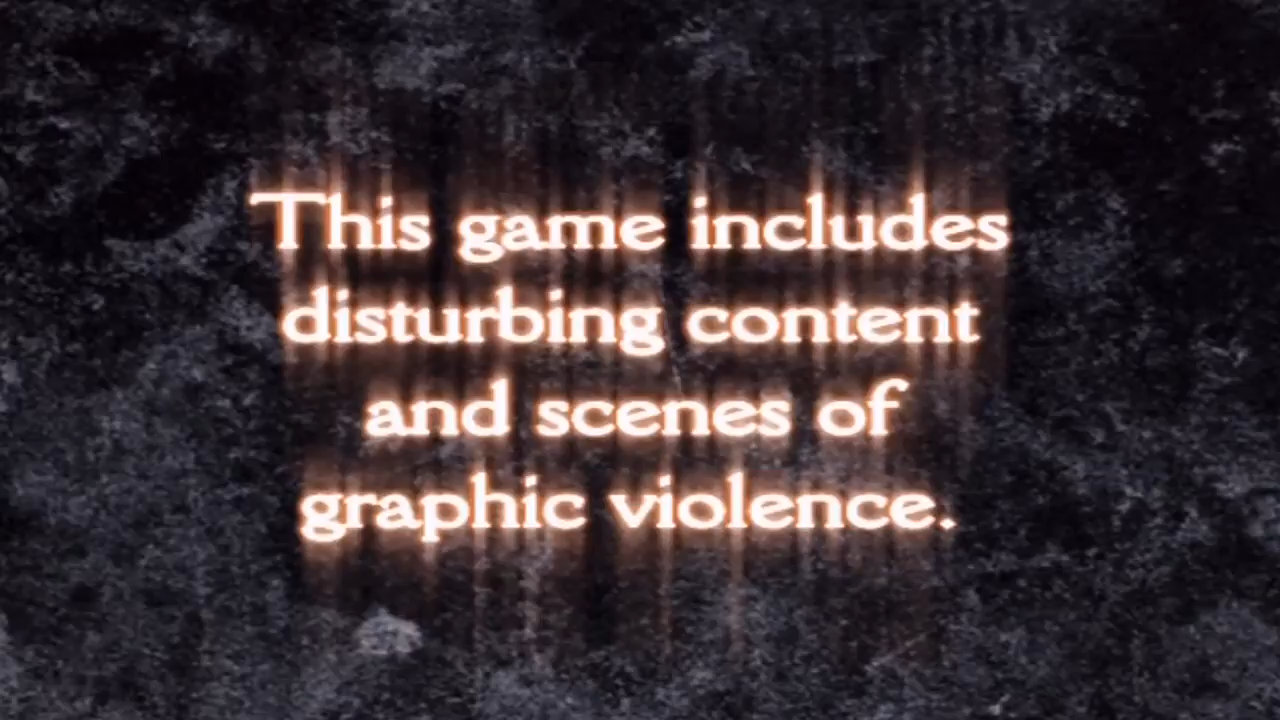 This game includes
disturbing content
and scenes of
graphic violence.